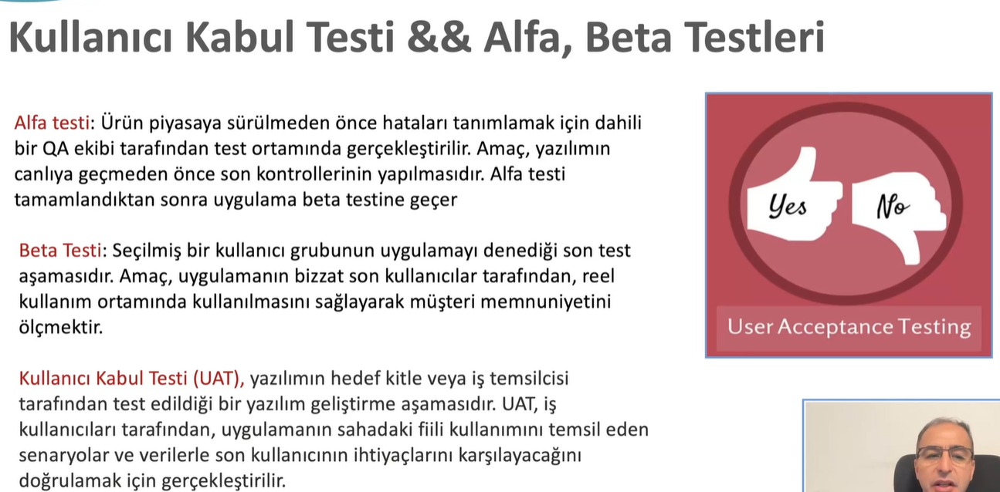 Kullanıcı Kabul Testi && Alfa, Beta Testleri
Alfa testi: Ürün piyasaya sürülmeden önce hataları tanımlamak için dahili
bir QA ekibi tarafından test ortamında gerçekleştirilir. Amaç, yazılımın
canlıya geçmeden önce son kontrollerinin yapılmasıdır. Alfa testi
tamamlandıktan sonra uygulama beta testine geçer
Beta Testi: Seçilmiş bir kullanıcı grubunun uygulamayı denediği son test
aşamasıdır. Amaç, uygulamanın bizzat son kullanıcılar tarafından, reel
kullanım ortamında kullanılmasını sağlayarak müşteri memnuniyetini
ölçmektir.
Kullanıcı Kabul Testi (UAT), yazılımın hedef kitle veya iş temsilcisi
tarafından test edildiği bir yazılım geliştirme aşamasıdır. UAT, iş
kullanıcıları tarafından, uygulamanın sahadaki fiili kullanımını temsil eden
senaryolar ve verilerle son kullanıcının ihtiyaçlarını karşılayacağını
doğrulamak için gerçekleştirilir.
Yes
No
User Acceptance Testing